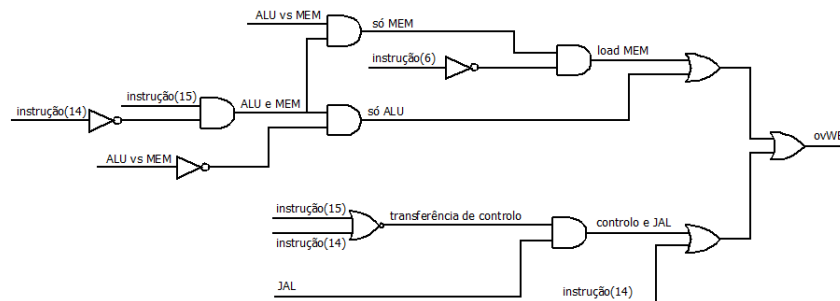 ALU vs MEM
só MEM
instrução(6)
load MEM
instrução(15)
ALU e MEM
instrução(14)
só ALU
ALU vs MEM
ovWE
instrução(15)
transferência de controlo
instrução(14)
controlo e JAL
JAL
instrução(14)